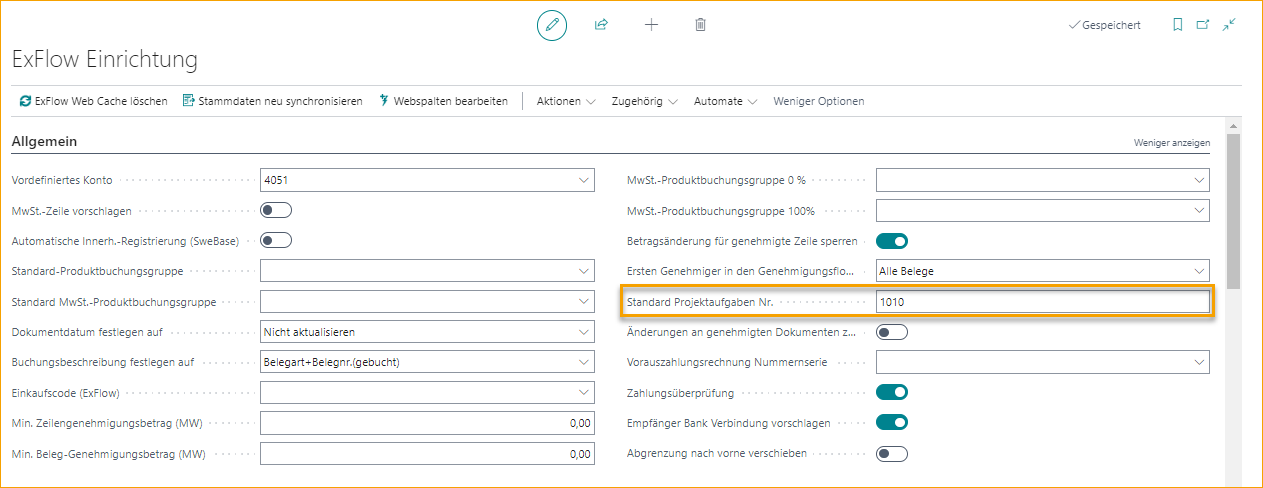 Gespeichert
ExFlow Einrichtung
ExFlow Web Cache löschen Stammdaten neu synchronisieren Webspalten bearbeiten Aktionen Zugehörig Automate Weniger Optionen
Allgemein
Weniger anzeigen
Vordefiniertes Konto 4051
MwSt.-Zeile vorschlagen
Automatische Innerh.-Registrierung (SweBase)
Standard-Produktbuchungsgruppe
Standard MwSt.-Produktbuchungsgruppe
Dokumentdatum festlegen auf Nicht aktualisieren
Buchungsbeschreibung festlegen auf Belegart+Belegnr.(gebucht)
Einkaufscode (ExFlow)
Min. Zeilengenehmigungsbetrag (MW) 0,00
Min. Beleg-Genehmigungsbetrag (MW) 0,00
MwSt.-Produktbuchungsgruppe 0 %
MwSt.-Produktbuchungsgruppe 100%
Betragsänderung für genehmigte Zeile sperren
Ersten Genehmiger in den Genehmigungsflo... Alle Belege
Standard Projektaufgaben Nr. 1010
Änderungen an genehmigten Dokumenten z...
Vorauszahlungsrechnung Nummernserie
Zahlungsüberprüfung
Empfänger Bank Verbindung vorschlagen
Abgrenzung nach vorne verschieben